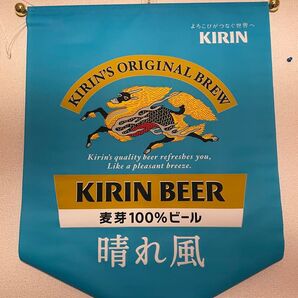 よろこびがつなぐ世界へ
KIRIN
KIRIN'S ORIGINAL BREW
Kirin's quality beer refreshes you,
Like a pleasant breeze.
KIRIN BEER
麦芽100%ビール
晴れ風